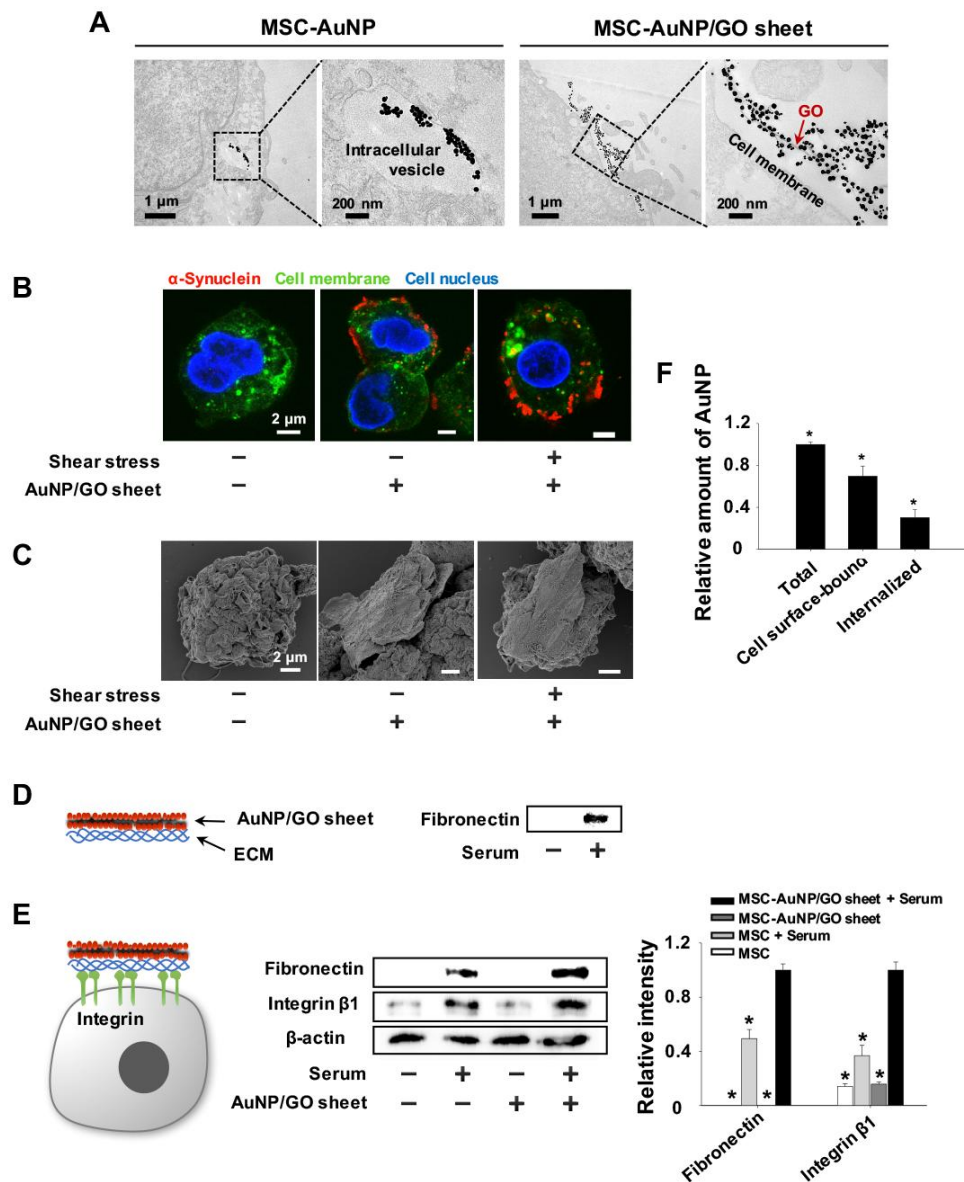 A
MSC-AuNP
MSC-AuNP/GO sheet
1 μm
Intracellular
vesicle
200 nm
1 μm
GO
Cell membrane
200 nm
B
α-Synuclein Cell membrane Cell nucleus
2 μm
Shear stress − − +
AuNP/GO sheet − + +
C
2 μm
Shear stress − − +
AuNP/GO sheet − + +
F
Relative amount of AuNP
1.2
0.8
0.4
0
* * *
Total
Cell surface-bound
Internalized
D
AuNP/GO sheet
ECM
Fibronectin
Serum − +
E
Integrin
Fibronectin
Integrin β1
β-actin
Serum − + − +
AuNP/GO sheet − − + +
MSC-AuNP/GO sheet + Serum
MSC-AuNP/GO sheet
MSC + Serum
MSC
Relative intensity
1.2
0.8
0.4
0
* * * * * *
Fibronectin
Integrin β1